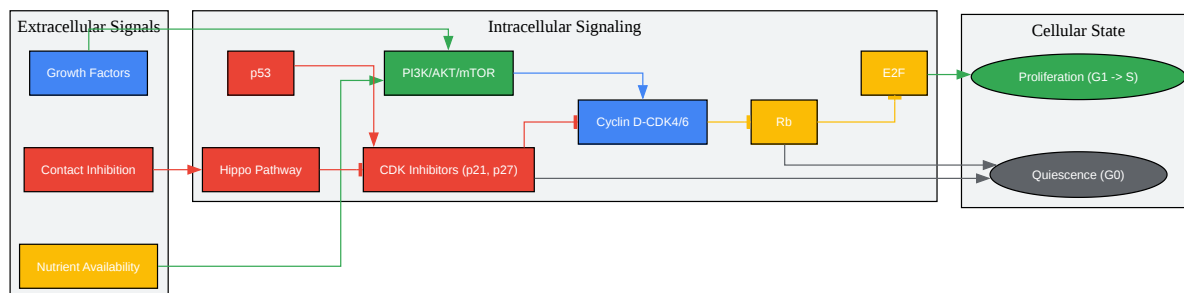 Extracellular Signals
Growth Factors
Contact Inhibition
Nutrient Availability
Intracellular Signaling
p53
PI3K/AKT/mTOR
E2F
Cyclin D-CDK4/6
Rb
Hippo Pathway
CDK Inhibitors (p21, p27)
Cellular State
Proliferation (G1 -> S)
Quiescence (G0)